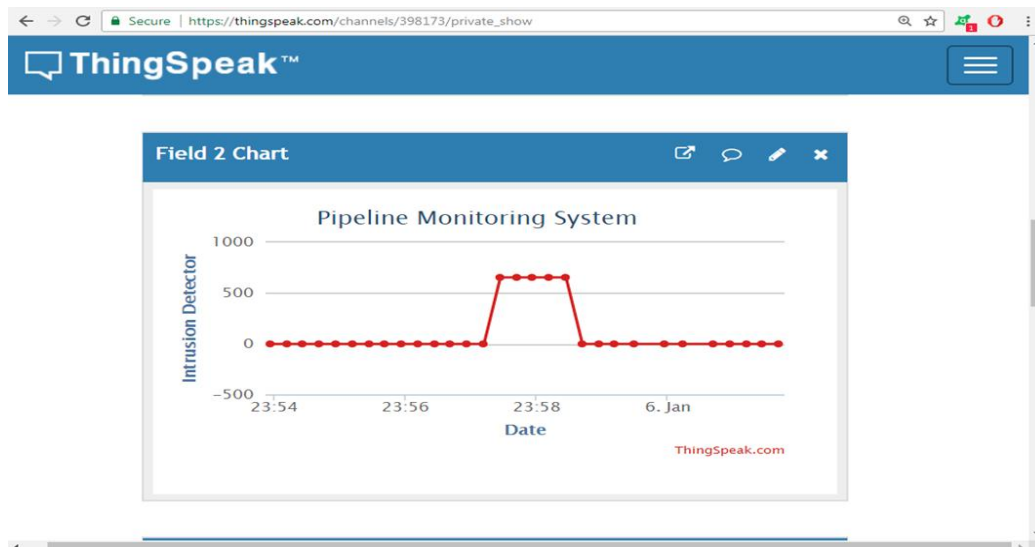 Secure | https://thingspeak.com/channels/398173/private_show
1
ThingSpeak™
Field 2 Chart
Pipeline Monitoring System
1000
500
0
-500
Intrusion Detector
23:54 23:56 23:58 6. Jan
Date
ThingSpeak.com